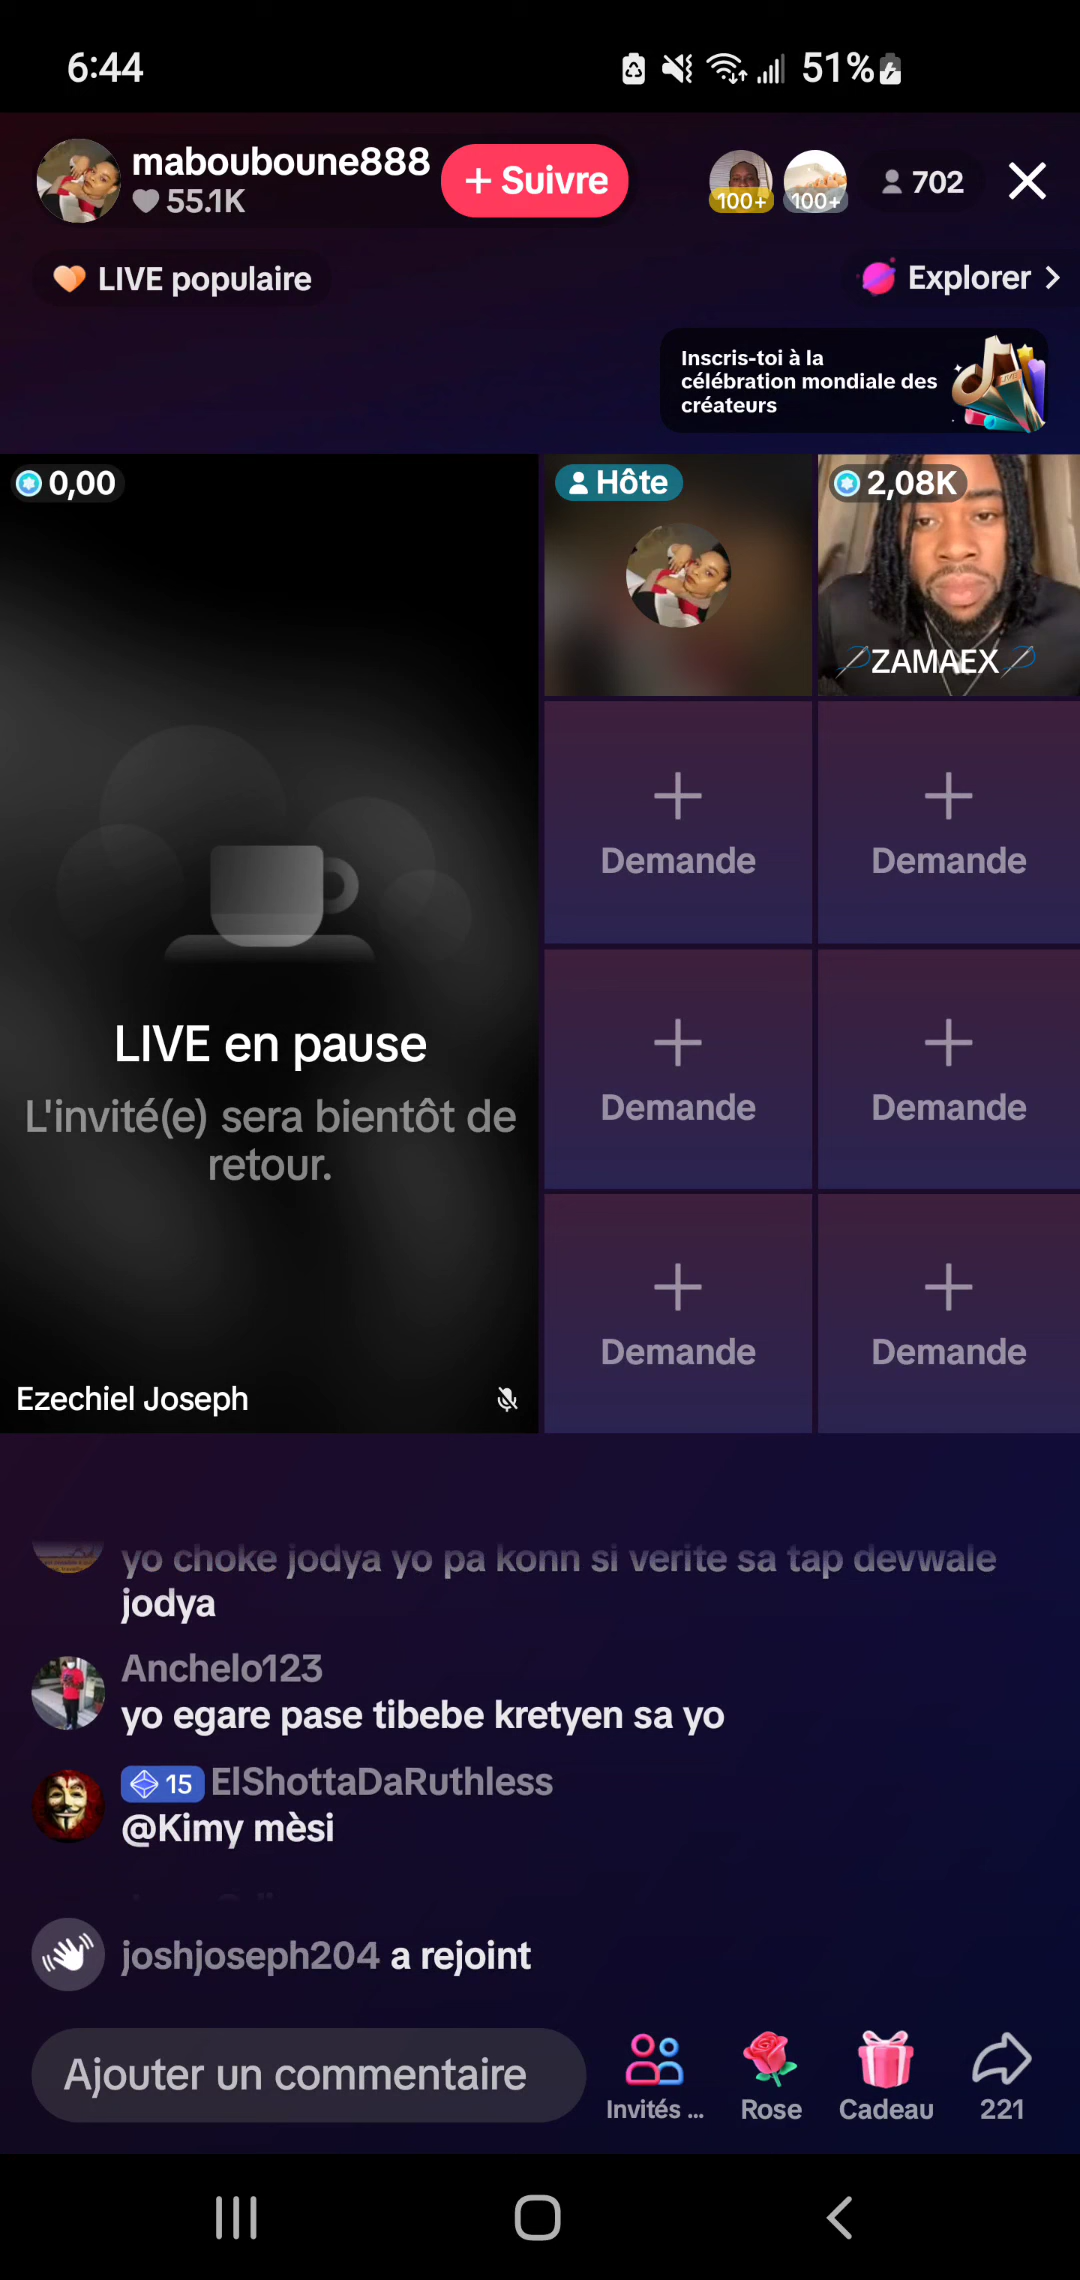 6:44
51%
mabouboune888
55.1K
+ Suivre
100+
100+
702
LIVE populaire
Explorer
Inscris-toi à la
célébration mondiale des
créateurs
LIVE
0,00
Hôte
2,08K
ZAMAEX
Demande
Demande
LIVE en pause
L'invité(e) sera bientôt de
retour.
Demande
Demande
Demande
Demande
Ezechiel Joseph
yo choke jodya yo pa konn si verite sa tap devwale
jodya
Anchelo123
yo egare pase tibebe kretyen sa yo
15 ElShottaDaRuthless
@Kimy mèsi
joshjoseph204 a rejoint
Ajouter un commentaire
Invités ...
Rose
Cadeau
221